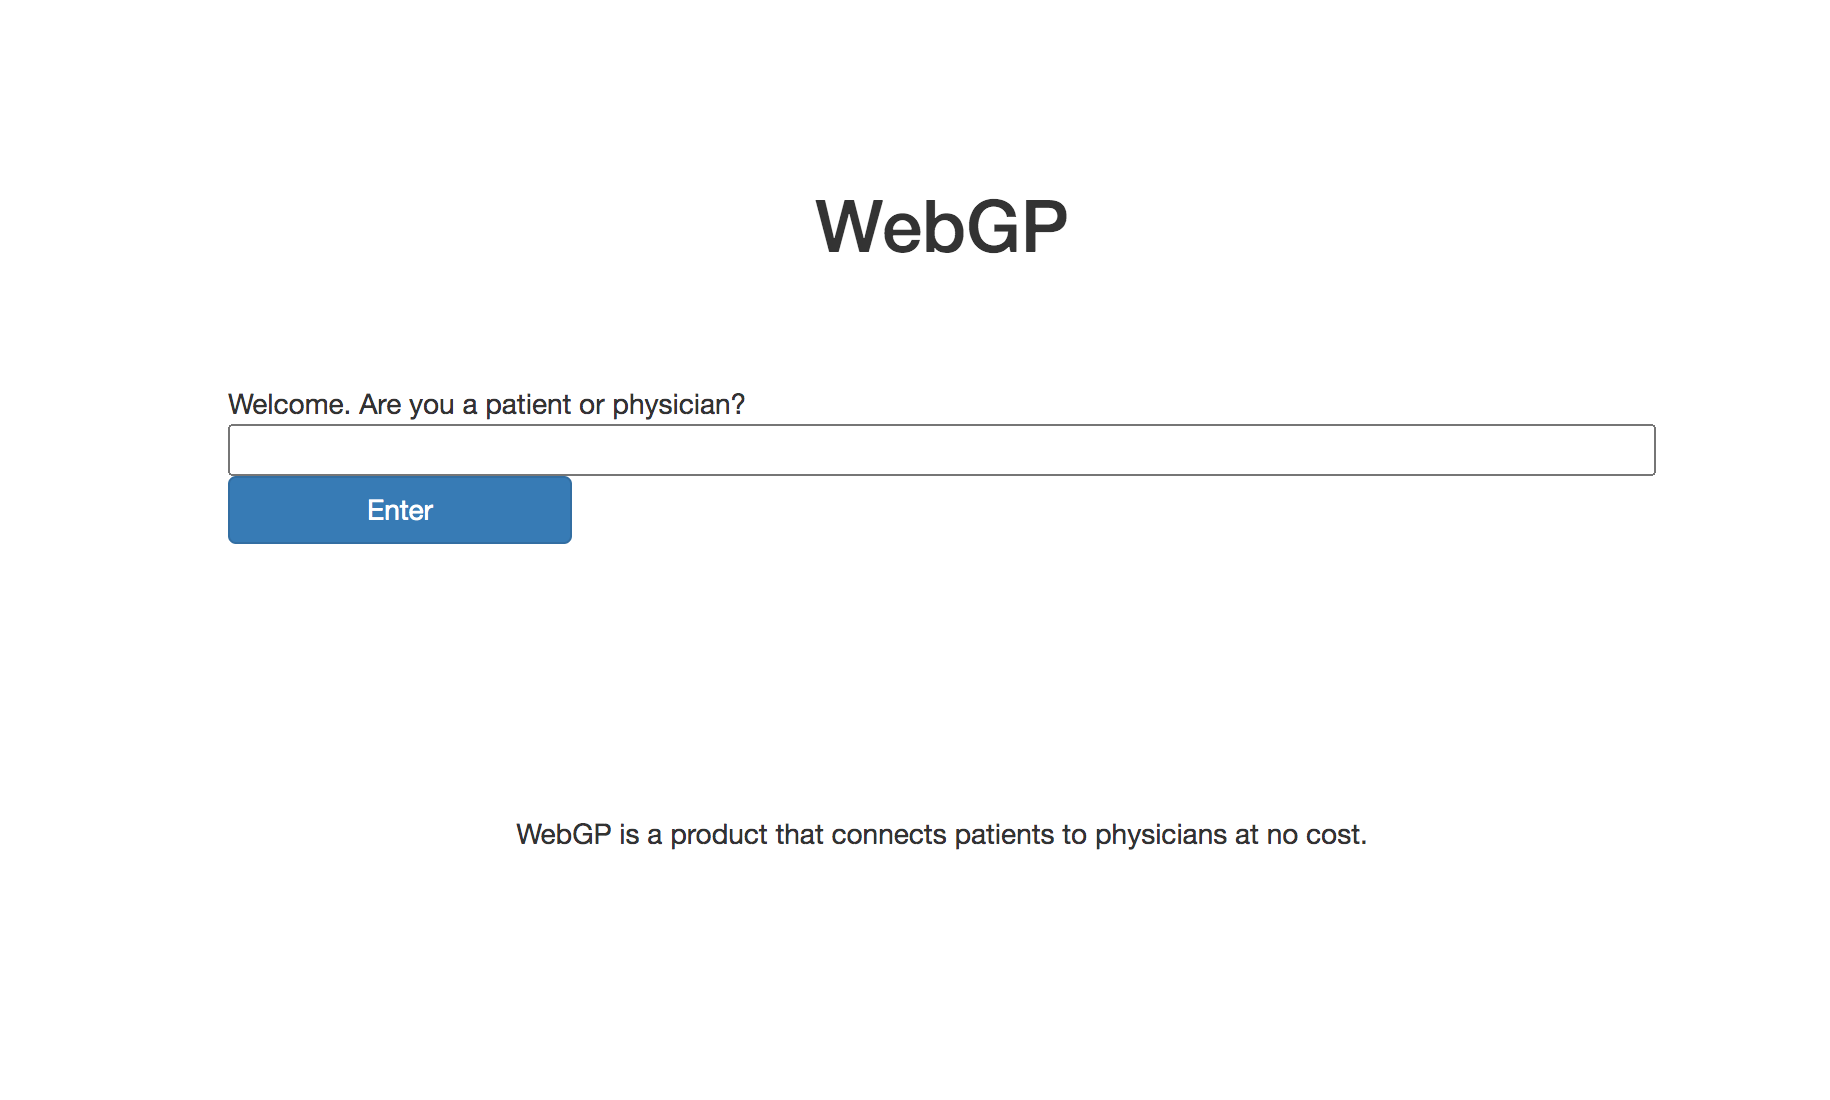 WebGP
Welcome. Are you a patient or physician?
Enter
WebGP is a product that connects patients to physicians at no cost.